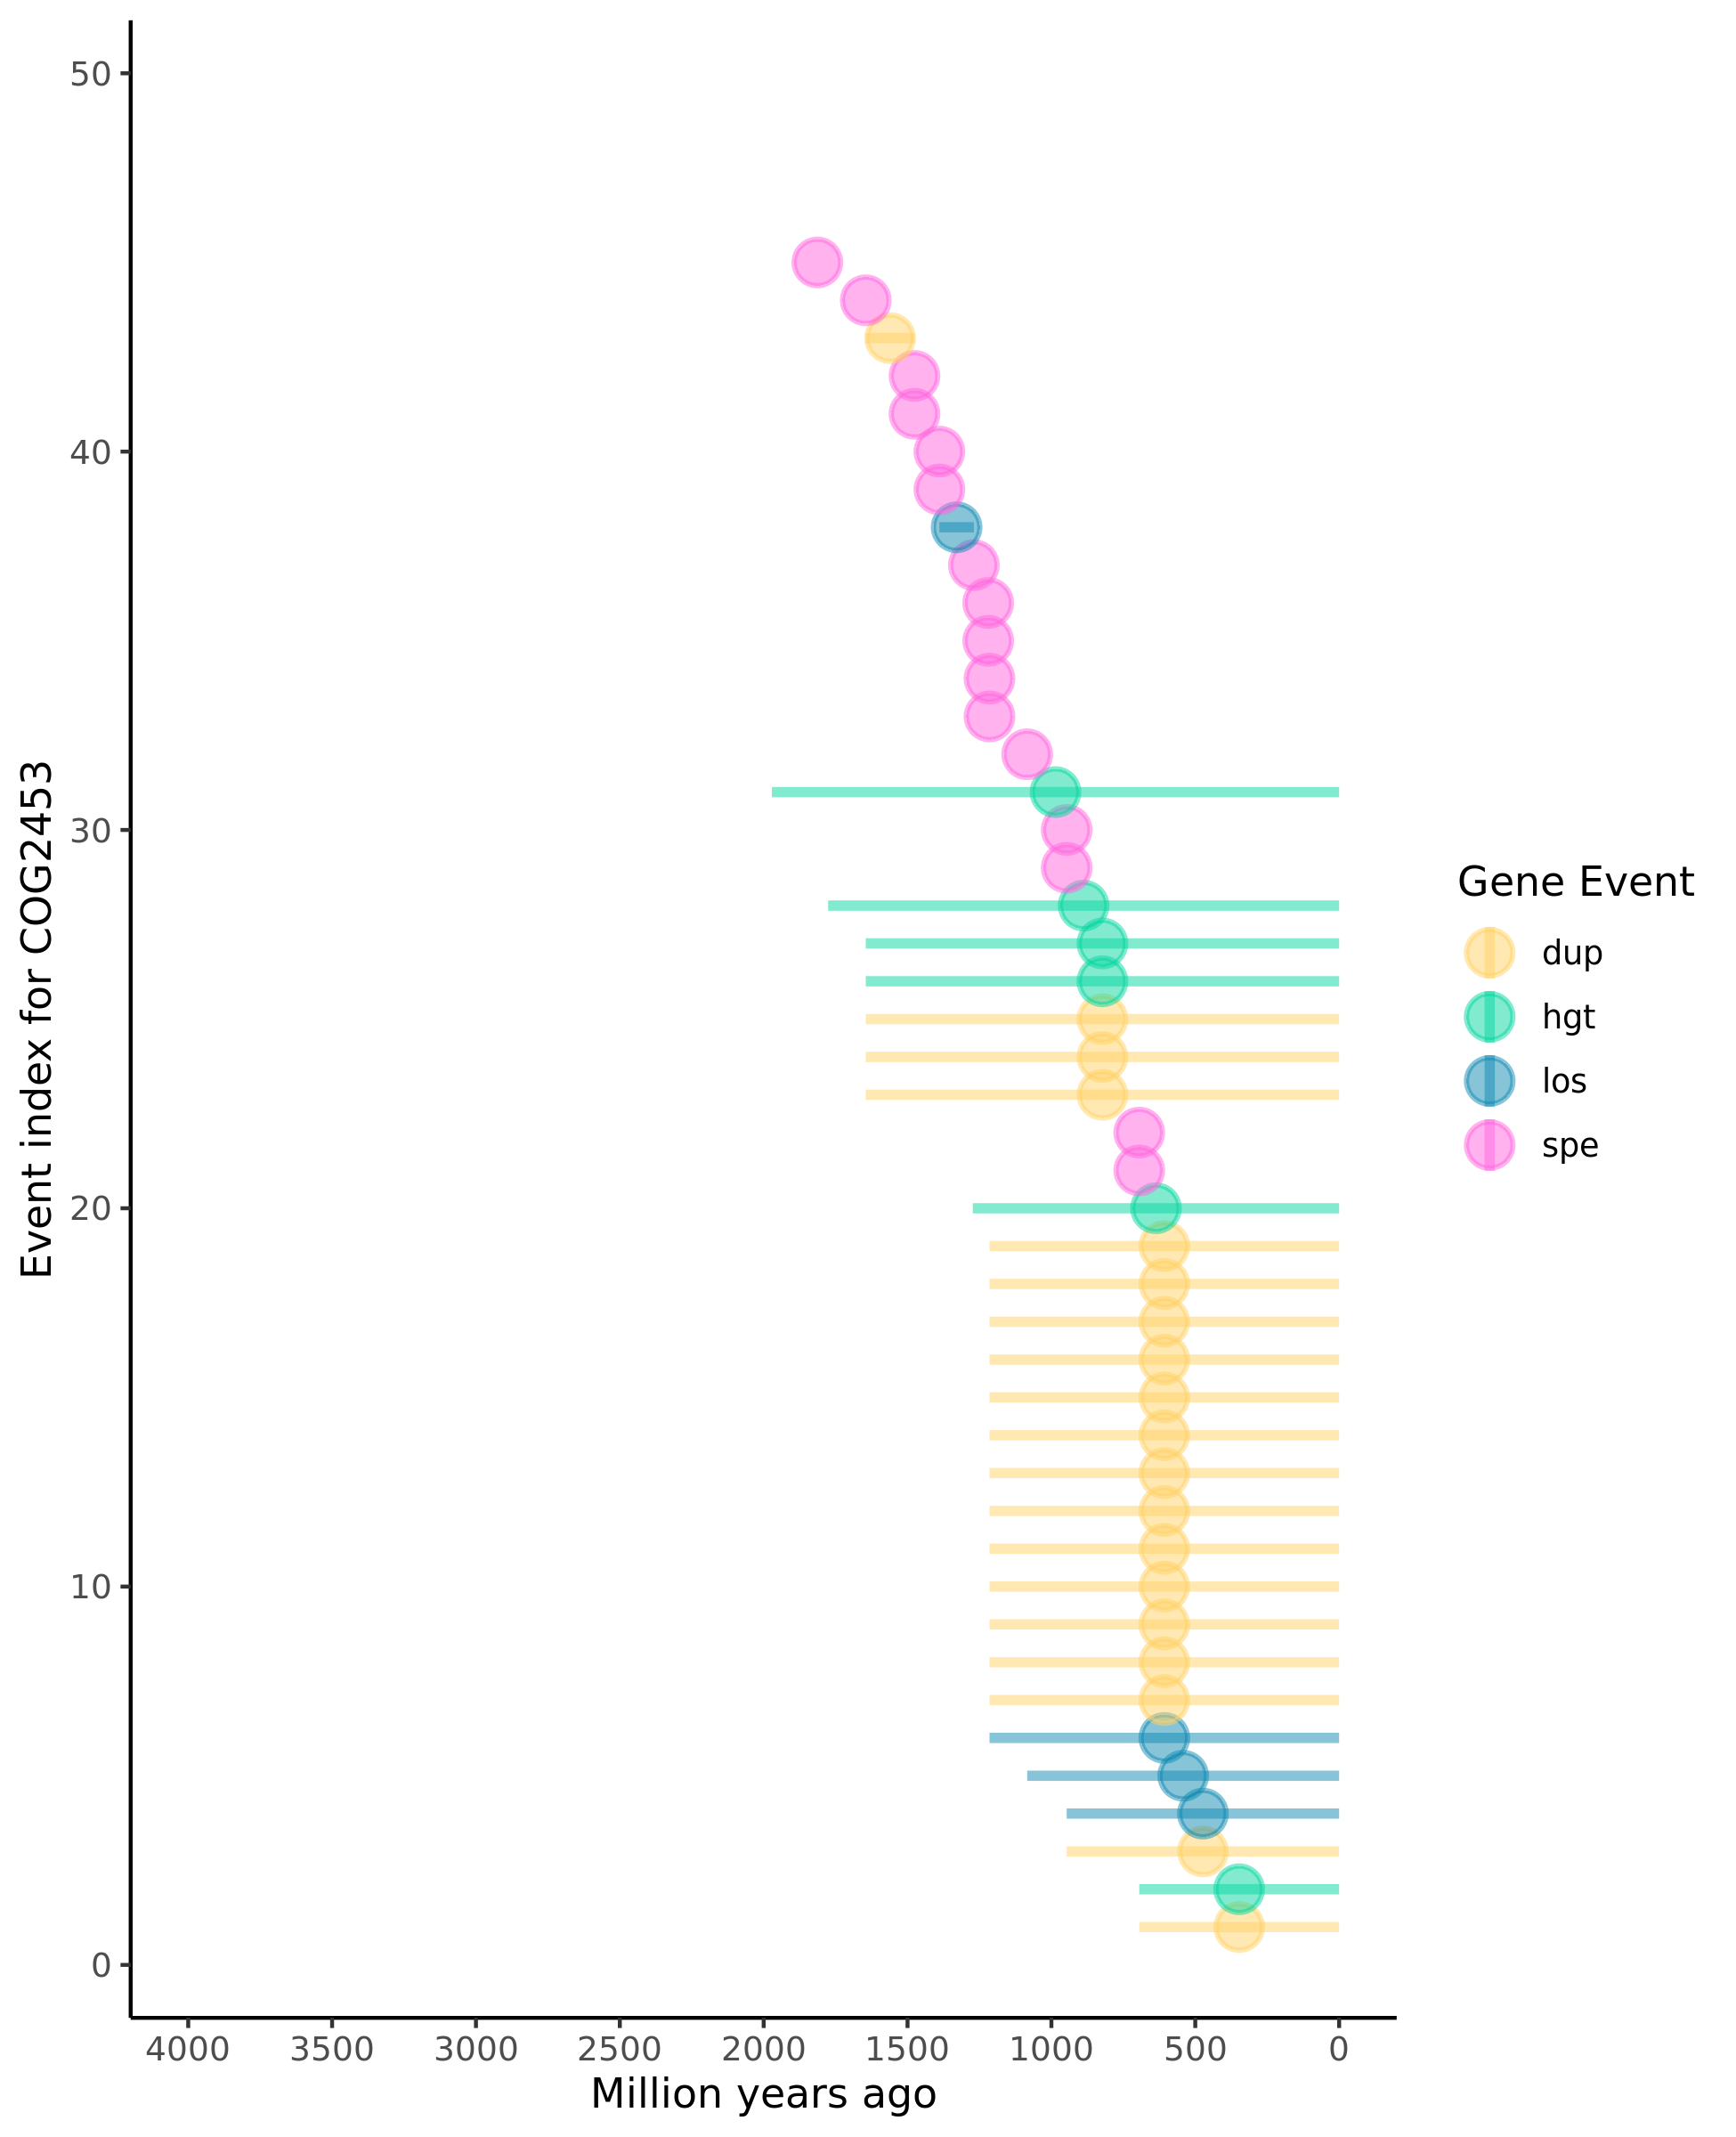 Event index for COG2453
50
40
30
20
10
0
4000 3500 3000 2500 2000 1500 1000 500 0
Million years ago
Gene Event
dup
hgt
los
spe